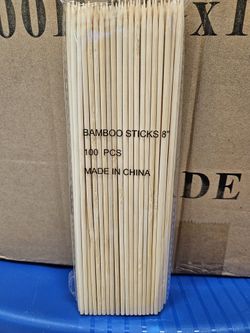 BAMBOO STICKS 8"
100 PCS
MADE IN CHINA